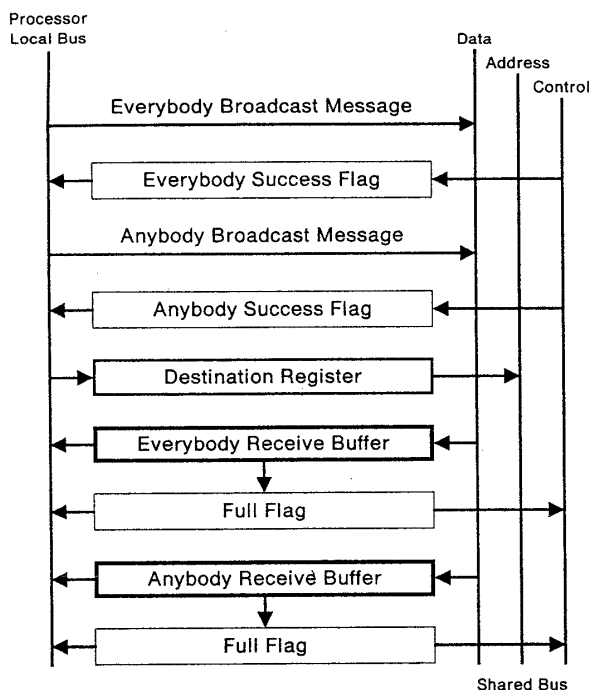 Processor
Local Bus
Data
Address
Control
Everybody Broadcast Message
Everybody Success Flag
Anybody Broadcast Message
Anybody Success Flag
Destination Register
Everybody Receive Buffer
Full Flag
Anybody Receive Buffer
Full Flag
Shared Bus